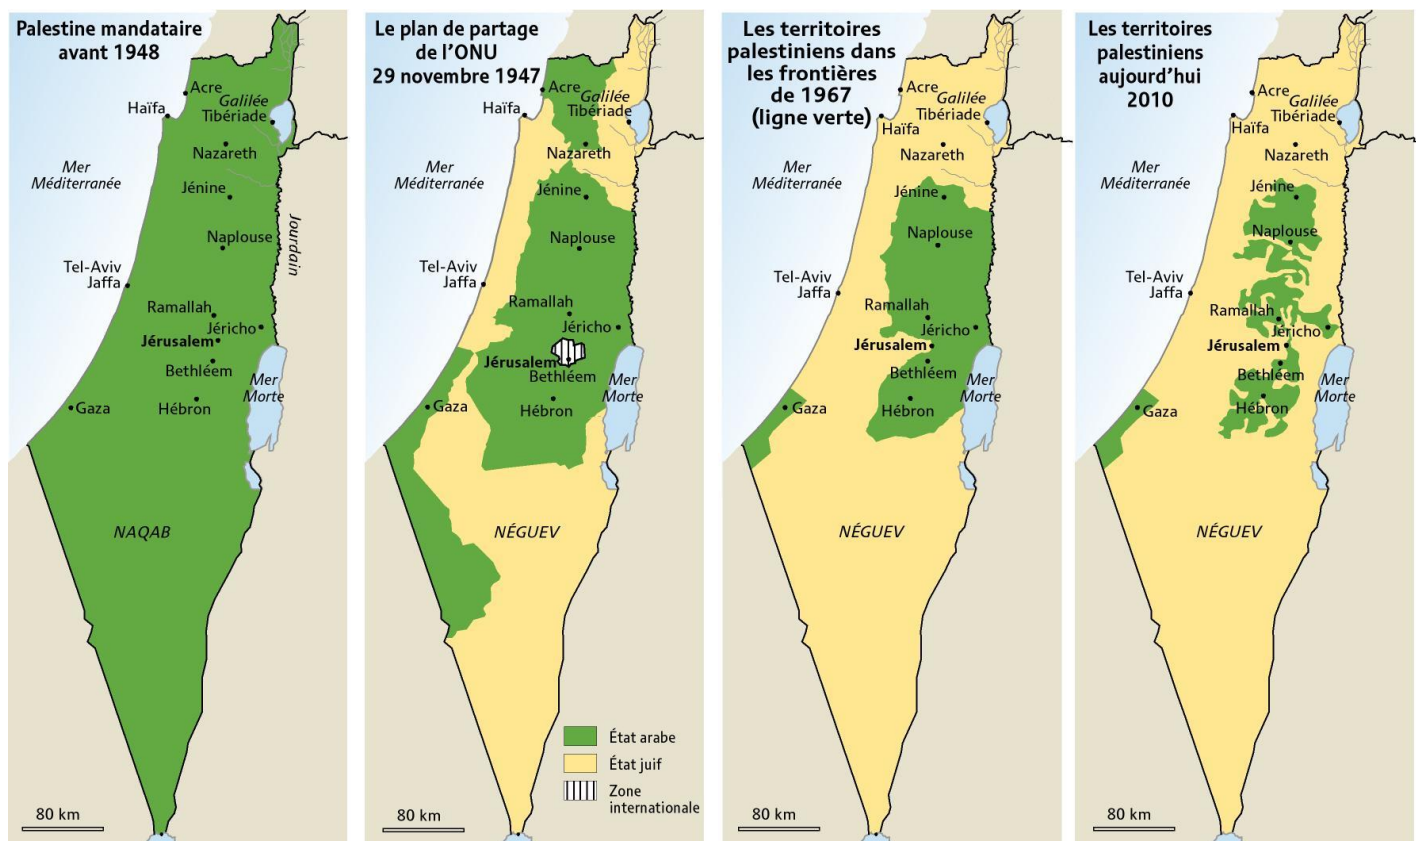 Palestine mandataire
avant 1948
Acre
Haïfa
Galilée
Tibériade
Nazareth
Mer
Méditerranée
Jénine
Jourdain
Naplouse
Tel-Aviv
Jaffa
Ramallah
Jéricho
Jérusalem
Bethléem
Mer
Morte
Gaza
Hébron
NAQAB
80 km
Le plan de partage
de l'ONU
29 novembre 1947
Acre
Haïfa
Galilée
Tibériade
Nazareth
Mer
Méditerranée
Jénine
Naplouse
Tel-Aviv
Jaffa
Ramallah
Jéricho
Jérusalem
Bethléem
Mer
Morte
Gaza
Hébron
NÉGUEV
État arabe
État juif
Zone
internationale
80 km
Les territoires
palestiniens dans
les frontières
de 1967
(ligne verte)
Acre
Haïfa
Galilée
Tibériade
Nazareth
Mer
Méditerranée
Jénine
Naplouse
Tel-Aviv
Jaffa
Ramallah
Jéricho
Jérusalem
Bethléem
Mer
Morte
Gaza
Hébron
NÉGUEV
80 km
Les territoires
palestiniens
aujourd'hui
2010
Acre
Haïfa
Galilée
Tibériade
Nazareth
Mer
Méditerranée
Jénine
Naplouse
Tel-Aviv
Jaffa
Ramallah
Jéricho
Jérusalem
Bethléem
Mer
Morte
Gaza
Hébron
NÉGUEV
80 km